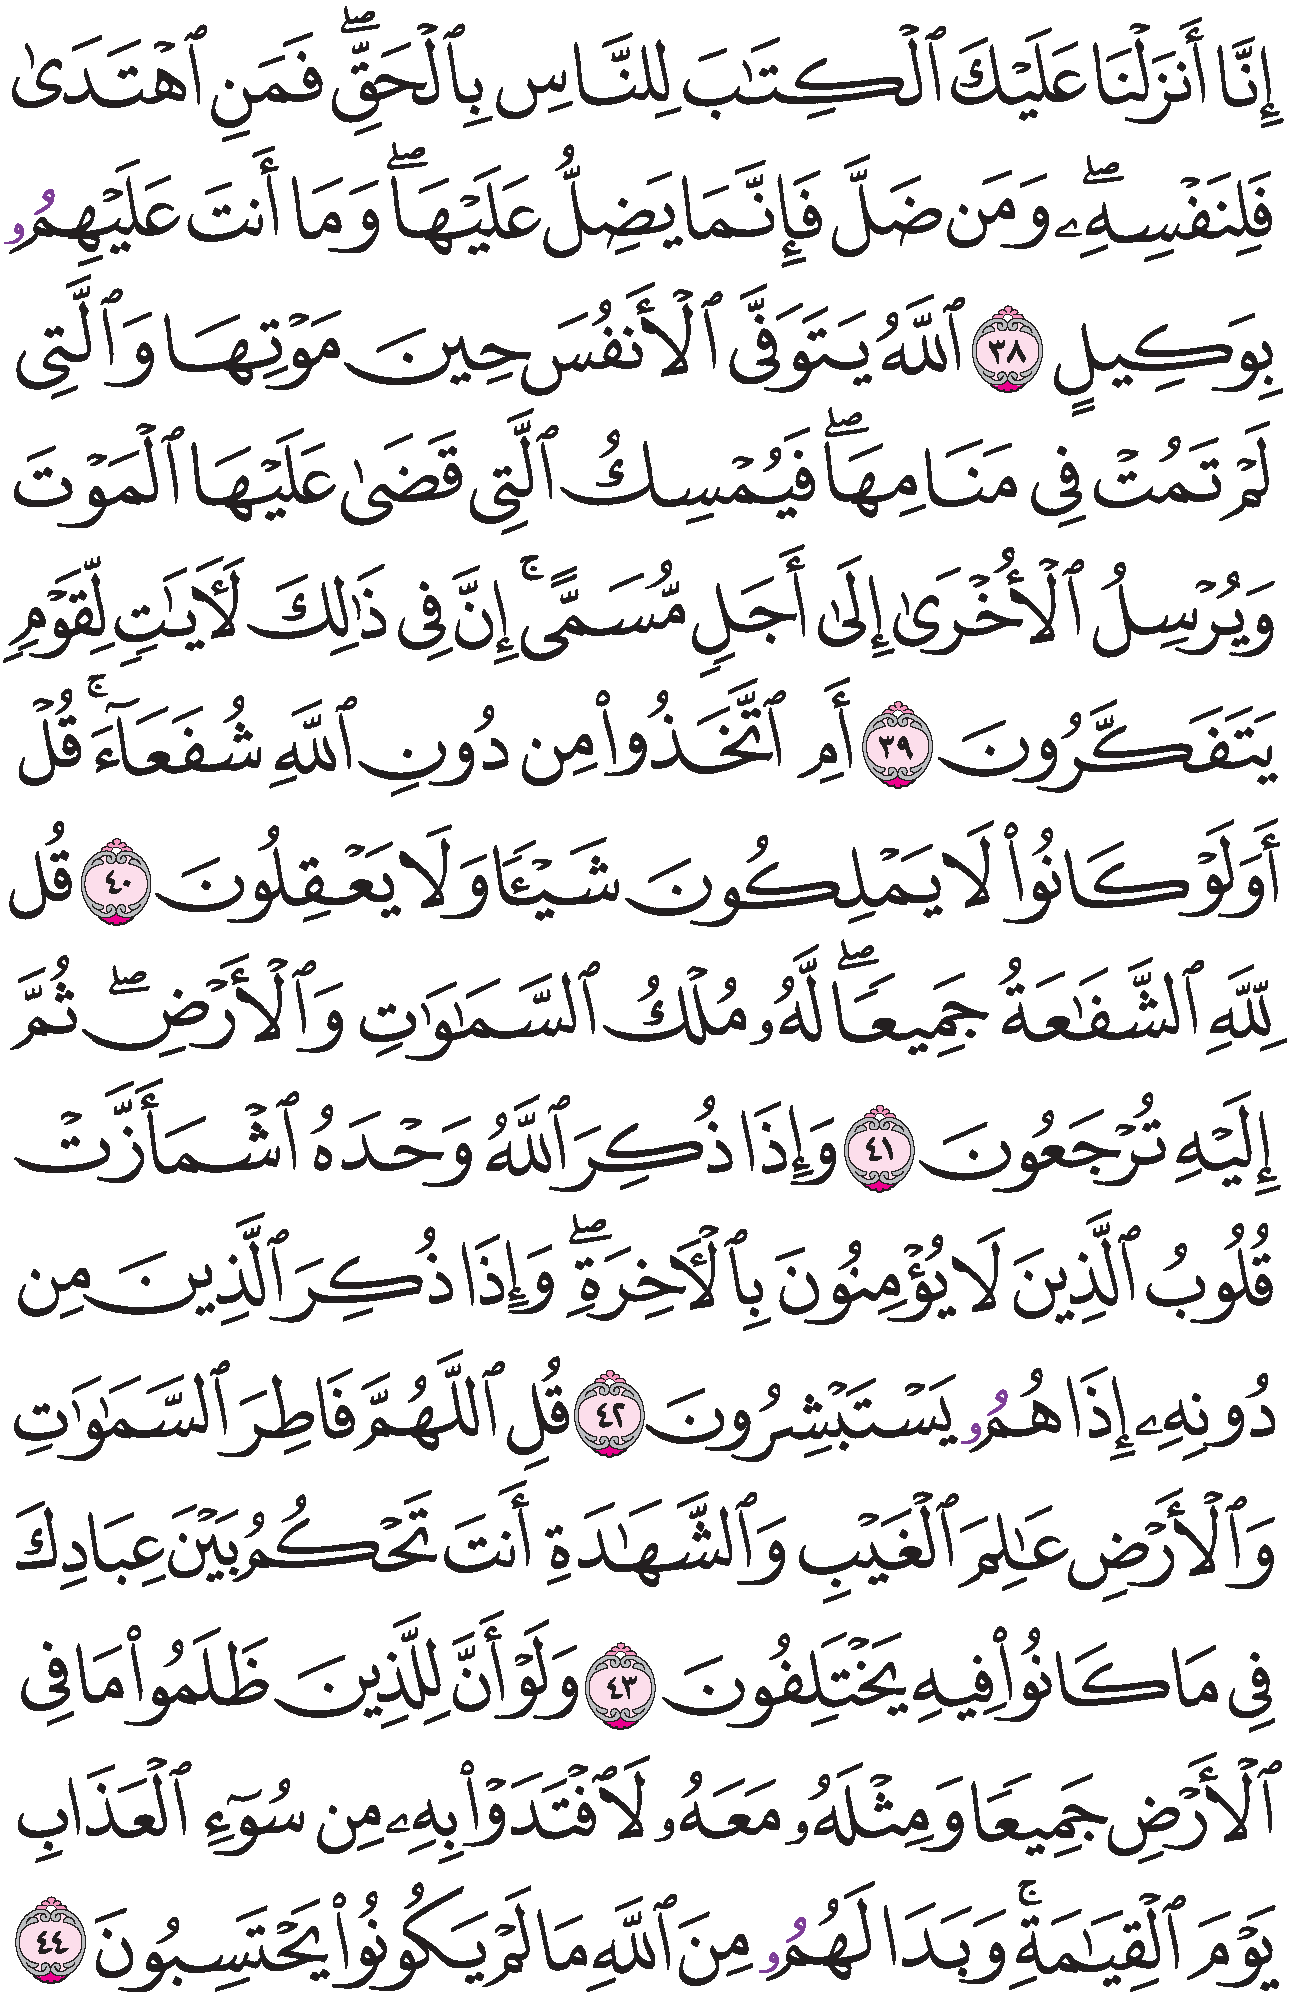 إِنَّا أَنزَلْنَا عَلَيْكَ ٱلْكِتَٰبَ لِلنَّاسِ بِٱلْحَقِّۖ فَمَنِ ٱهْتَدَىٰ
فَلِنَفْسِهِۦۖ وَمَن ضَلَّ فَإِنَّمَا يَضِلُّ عَلَيْهَاۖ وَمَا أَنتَ عَلَيْهِمُۥ
بِوَكِيلٍ ٣٨ ٱللَّهُ يَتَوَفَّى ٱلْأَنفُسَ حِينَ مَوْتِهَا وَٱلَّتِى
لَمْ تَمُتْ فِى مَنَامِهَاۖ فَيُمْسِكُ ٱلَّتِى قَضَىٰ عَلَيْهَا ٱلْمَوْتَ
وَيُرْسِلُ ٱلْأُخْرَىٰ إِلَىٰ أَجَلٍ مُّسَمًّىۚ إِنَّ فِى ذَٰلِكَ لَأَيَٰتٍ لِّقَوْمٍ
يَتَفَكَّرُونَ ٣٩ أَمِ ٱتَّخَذُوا۟ مِن دُونِ ٱللَّهِ شُفَعَآءَۚ قُلْ
أَوَلَوْ كَانُوا۟ لَا يَمْلِكُونَ شَيْـًٔا وَلَا يَعْقِلُونَ ٤٠ قُل
لِّلَّهِ ٱلشَّفَٰعَةُ جَمِيعًاۖ لَّهُۥ مُلْكُ ٱلسَّمَٰوَٰتِ وَٱلْأَرْضِۖ ثُمَّ
إِلَيْهِ تُرْجَعُونَ ٤١ وَإِذَا ذُكِرَ ٱللَّهُ وَحْدَهُ ٱشْمَأَزَّتْ
قُلُوبُ ٱلَّذِينَ لَا يُؤْمِنُونَ بِٱلْأَخِرَةِۖ وَإِذَا ذُكِرَ ٱلَّذِينَ مِن
دُونِهِۦ إِذَا هُمُۥ يَسْتَبْشِرُونَ ٤٢ قُلِ ٱللَّهُمَّ فَاطِرَ ٱلسَّمَٰوَٰتِ
وَٱلْأَرْضِ عَٰلِمَ ٱلْغَيْبِ وَٱلشَّهَٰدَةِ أَنتَ تَحْكُمُ بَيْنَ عِبَادِكَ
فِى مَا كَانُوا۟ فِيهِ يَخْتَلِفُونَ ٤٣ وَلَوْ أَنَّ لِلَّذِينَ ظَلَمُوا۟ مَا فِى
ٱلْأَرْضِ جَمِيعًا وَمِثْلَهُۥ مَعَهُۥ لَٱفْتَدَوْا۟ بِهِۦ مِن سُوٓءِ ٱلْعَذَابِ
يَوْمَ ٱلْقِيَٰمَةِۚ وَبَدَا لَهُمُۥ مِنَ ٱللَّهِ مَا لَمْ يَكُونُوا۟ يَحْتَسِبُونَ ٤٤